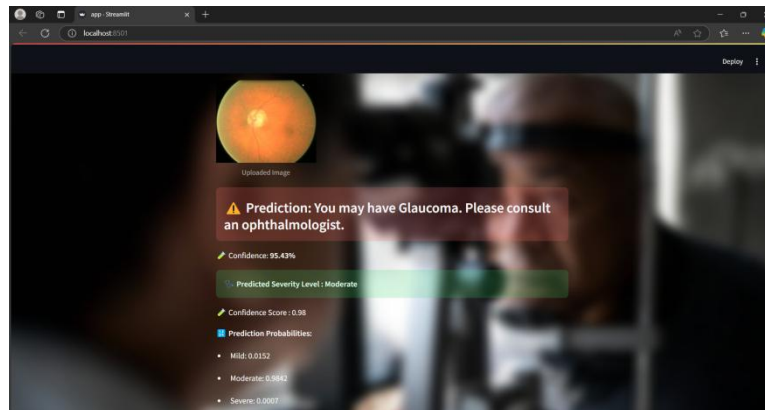 app · Streamlit
localhost:8501
Deploy
Uploaded Image
Prediction: You may have Glaucoma. Please consult
an ophthalmologist.
Confidence: 95.43%
Predicted Severity Level : Moderate
Confidence Score : 0.98
Prediction Probabilities:
• Mild: 0.0152
• Moderate: 0.9842
• Severe: 0.0007